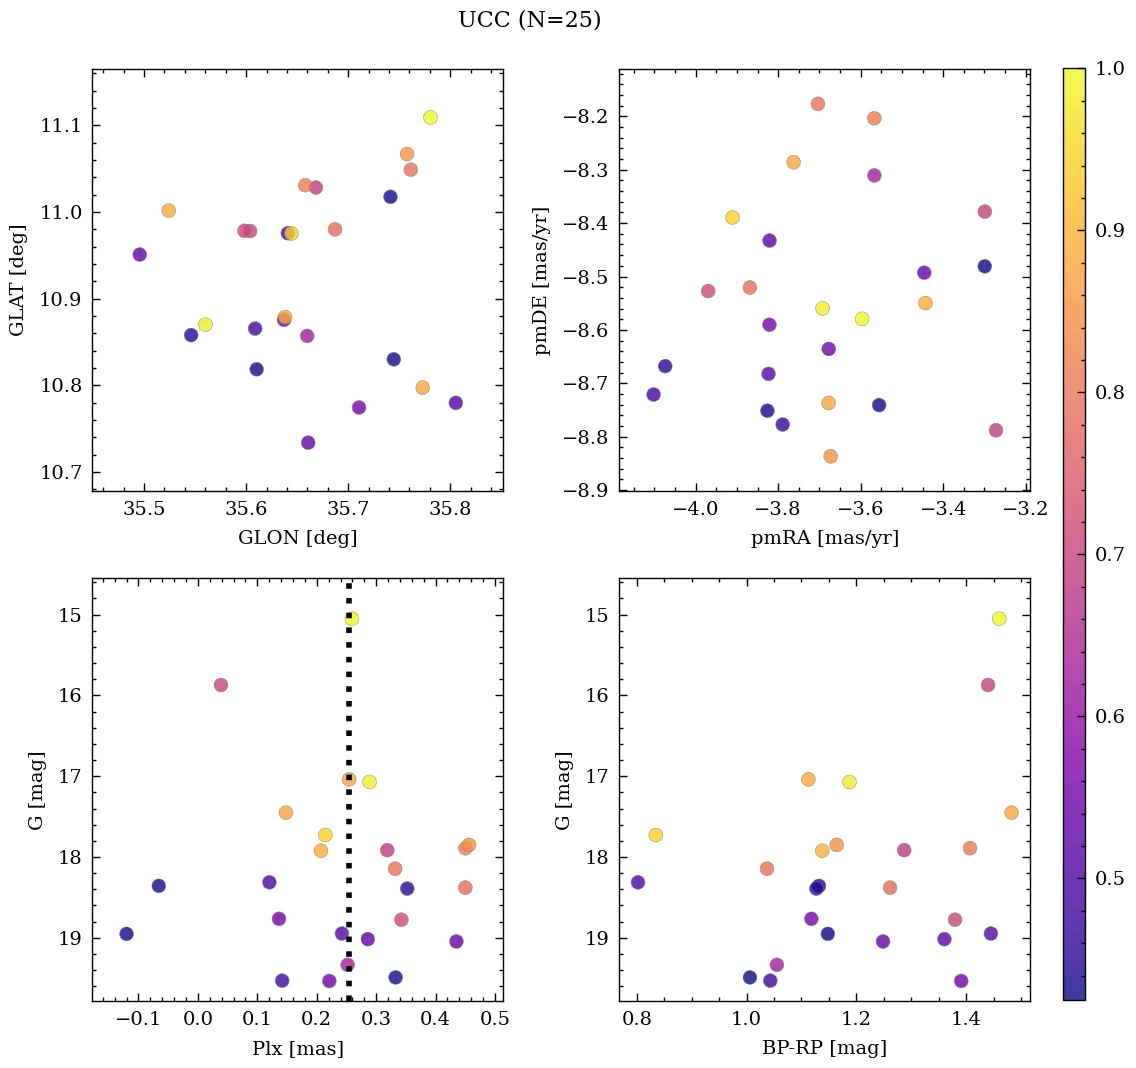 UCC (N=25)
11.1
11.0
10.9
10.8
10.7
GLAT [deg]
35.5 35.6 35.7 35.8
GLON [deg]
−8.2
−8.3
−8.4
−8.5
−8.6
−8.7
−8.8
−8.9
pmDE [mas/yr]
−4.0 −3.8 −3.6 −3.4 −3.2
pmRA [mas/yr]
15
16
17
18
19
G [mag]
−0.1 0.0 0.1 0.2 0.3 0.4 0.5
Plx [mas]
15
16
17
18
19
G [mag]
0.8 1.0 1.2 1.4
BP-RP [mag]
1.0
0.9
0.8
0.7
0.6
0.5